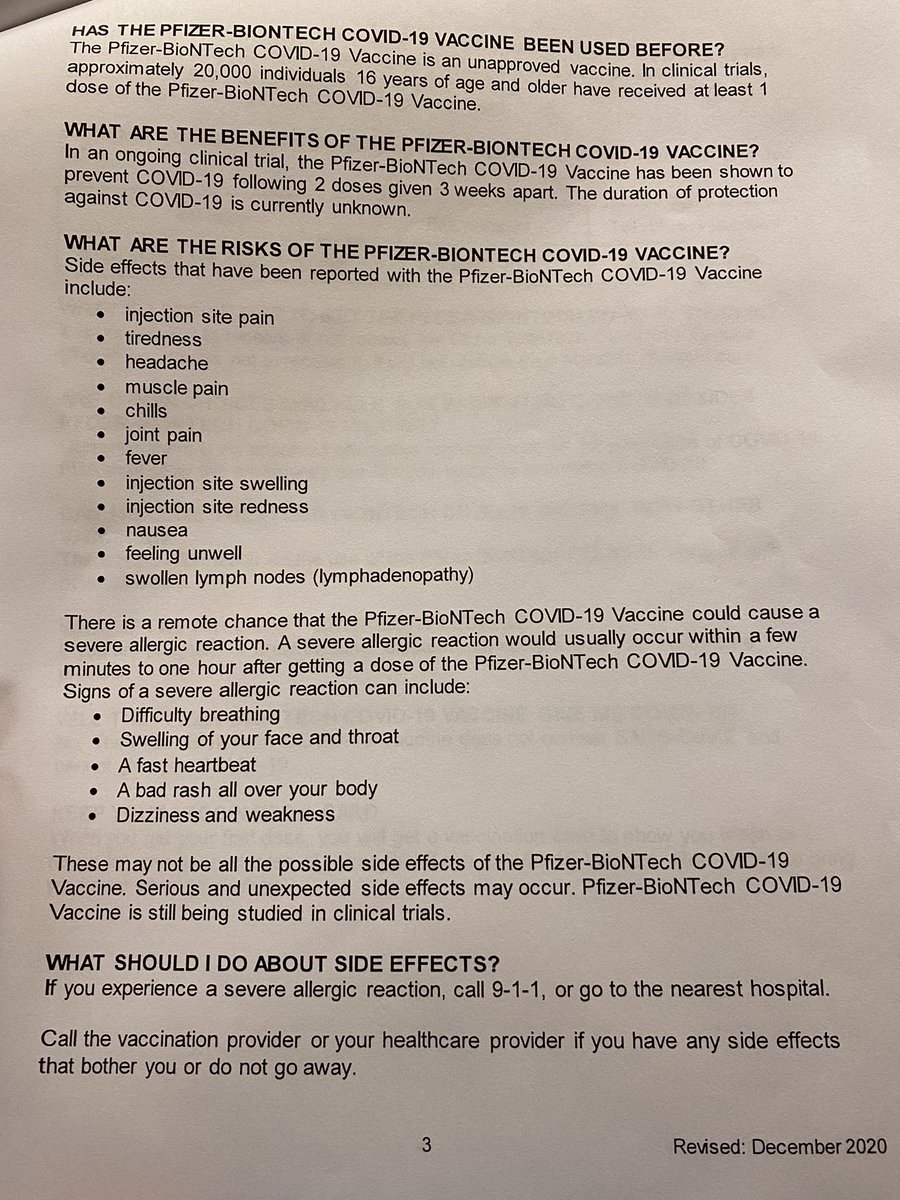 HAS THE PFIZER-BIONTECH COVID-19 VACCINE BEEN USED BEFORE?
The Pfizer-BioNTech COVID-19 Vaccine is an unapproved vaccine. In clinical trials,
approximately 20,000 individuals 16 years of age and older have received at least 1
dose of the Pfizer-BioNTech COVID-19 Vaccine.
WHAT ARE THE BENEFITS OF THE PFIZER-BIONTECH COVID-19 VACCINE?
In an ongoing clinical trial, the Pfizer-BioNTech COVID-19 Vaccine has been shown to
prevent COVID-19 following 2 doses given 3 weeks apart. The duration of protection
against COVID-19 is currently unknown.
WHAT ARE THE RISKS OF THE PFIZER-BIONTECH COVID-19 VACCINE?
Side effects that have been reported with the Pfizer-BioNTech COVID-19 Vaccine
include:
• injection site pain
• tiredness
• headache
• muscle pain
• chills
• joint pain
• fever
• injection site swelling
• injection site redness
• nausea
• feeling unwell
• swollen lymph nodes (lymphadenopathy)
There is a remote chance that the Pfizer-BioNTech COVID-19 Vaccine could cause a
severe allergic reaction. A severe allergic reaction would usually occur within a few
minutes to one hour after getting a dose of the Pfizer-BioNTech COVID-19 Vaccine.
Signs of a severe allergic reaction can include:
• Difficulty breathing
• Swelling of your face and throat
• A fast heartbeat
• A bad rash all over your body
• Dizziness and weakness
These may not be all the possible side effects of the Pfizer-BioNTech COVID-19
Vaccine. Serious and unexpected side effects may occur. Pfizer-BioNTech COVID-19
Vaccine is still being studied in clinical trials.
WHAT SHOULD I DO ABOUT SIDE EFFECTS?
If you experience a severe allergic reaction, call 9-1-1, or go to the nearest hospital.
Call the vaccination provider or your healthcare provider if you have any side effects
that bother you or do not go away.
3
Revised: December 2020